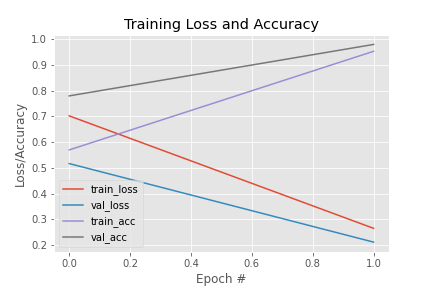 Training Loss and Accuracy
Loss/Accuracy
1.0
0.9
0.8
0.7
0.6
0.5
0.4
0.3
0.2
train_loss
val_loss
train_acc
val_acc
0.0 0.2 0.4 0.6 0.8 1.0
Epoch #